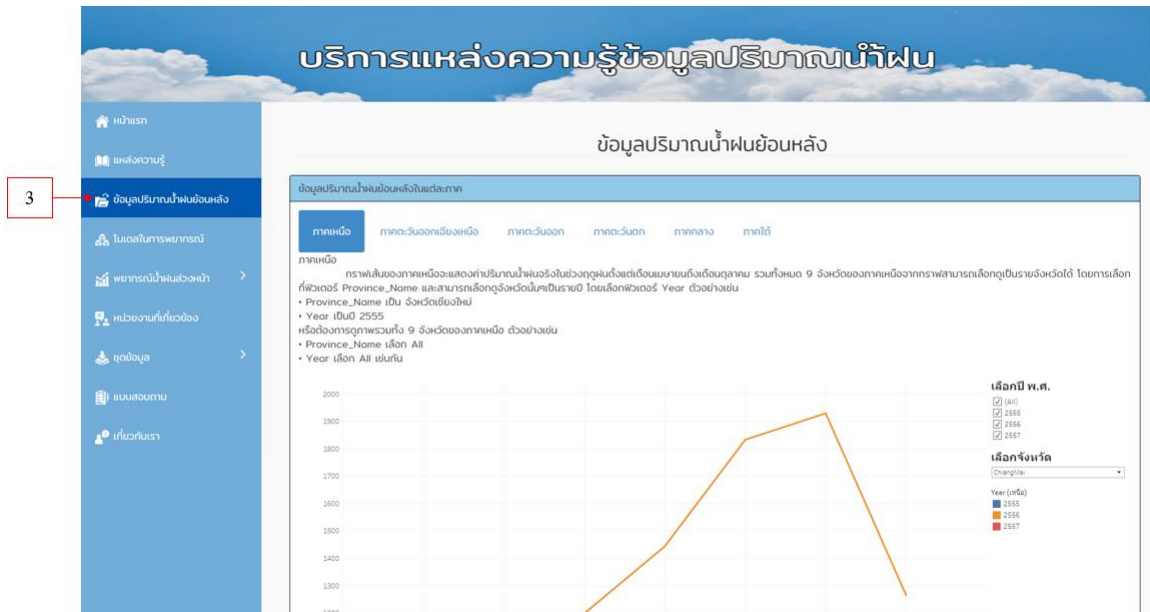 บริการแหล่งความรู้ข้อมูลปริมาณน้ำฝน
หน้าแรก
แหล่งความรู้
3
ข้อมูลปริมาณน้ำฝนย้อนหลัง
โมเดลในการพยากรณ์
พยากรณ์น้ำฝนล่วงหน้า
หน่วยงานที่เกี่ยวข้อง
ชุดข้อมูล
แบบสอบถาม
เกี่ยวกับเรา
ข้อมูลปริมาณน้ำฝนย้อนหลัง
ข้อมูลปริมาณน้ำฝนย้อนหลังในแต่ละภาค
ภาคเหนือ ภาคตะวันออกเฉียงเหนือ ภาคตะวันออก ภาคตะวันตก ภาคกลาง ภาคใต้
ภาคเหนือ
กราฟเส้นของภาคเหนือจะแสดงค่าปริมาณน้ำฝนจริงในช่วงฤดูฝนตั้งแต่เดือนเมษายนถึงเดือนตุลาคม รวมทั้งหมด 9 จังหวัดของภาคเหนือจากกราฟสามารถเลือกดูเป็นรายจังหวัดได้ โดยการเลือก
ที่ฟิวเตอร์ Province_Name และสามารถเลือกดูจังหวัดนั้นๆเป็นรายปี โดยเลือกฟิวเตอร์ Year ตัวอย่างเช่น
• Province_Name เป็น จังหวัดเชียงใหม่
• Year เป็นปี 2555
หรือต้องการดูภาพรวมทั้ง 9 จังหวัดของภาคเหนือ ตัวอย่างเช่น
• Province_Name เลือก All
• Year เลือก All เช่นกัน
2000
1900
1800
1700
1600
1500
1400
1300
เลือกปี พ.ศ.
(All)
2555
2556
2557
เลือกจังหวัด
ChiangMai
Year (เหนือ)
2555
2556
2557